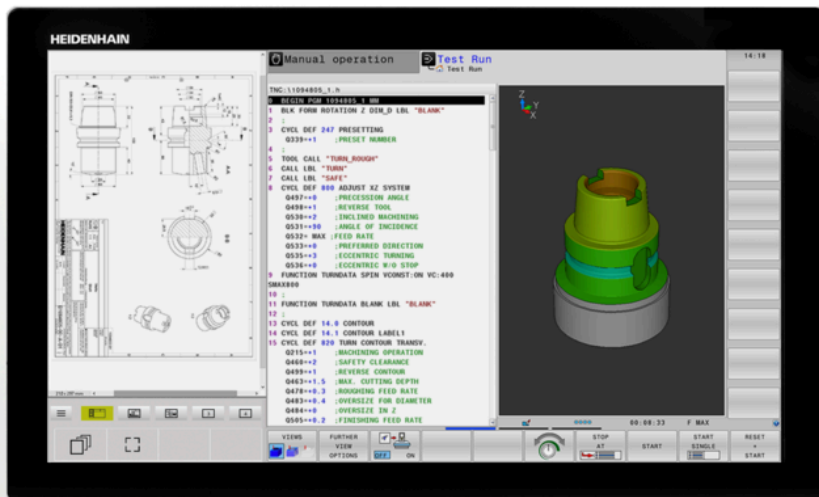 HEIDENHAIN
Manual operation
Test Run
Test Run
14:18
TNC:\1094805_1.h
0 BEGIN PGM 1094805_1 MM
1 BLK FORM ROTATION Z DIM_D LBL "BLANK"
2 ;
3 CYCL DEF 247 PRESETTING
Q339=+1 ;PRESET NUMBER
4 ;
5 TOOL CALL "TURN_ROUGH"
6 CALL LBL "TURN"
7 CALL LBL "SAFE"
8 CYCL DEF 800 ADJUST XZ SYSTEM
Q497=+0 ;PRECESSION ANGLE
Q498=+1 ;REVERSE TOOL
Q530=+2 ;INCLINED MACHINING
Q531=+90 ;ANGLE OF INCIDENCE
Q532= MAX ;FEED RATE
Q533=+0 ;PREFERRED DIRECTION
Q535=+3 ;ECCENTRIC TURNING
Q536=+0 ;ECCENTRIC W/O STOP
9 FUNCTION TURNDATA SPIN VCONST:ON VC:400
SMAX800
10 ;
11 FUNCTION TURNDATA BLANK LBL "BLANK"
12 ;
13 CYCL DEF 14.0 CONTOUR
14 CYCL DEF 14.1 CONTOUR LABEL1
15 CYCL DEF 820 TURN CONTOUR TRANSV.
Q215=+1 ;MACHINING OPERATION
Q460=+2 ;SAFETY CLEARANCE
Q499=+1 ;REVERSE CONTOUR
Q463=+1.5 ;MAX. CUTTING DEPTH
Q478=+0.3 ;ROUGHING FEED RATE
Q483=+0.4 ;OVERSIZE FOR DIAMETER
Q484=+0 ;OVERSIZE IN Z
Q505=+0.2 ;FINISHING FEED RATE
Z
Y
X
HEIDENHAIN
00:08:33 F MAX
VIEWS
FURTHER
VIEW
OPTIONS
OFF ON
STOP
AT
START
START
SINGLE
RESET
+
START